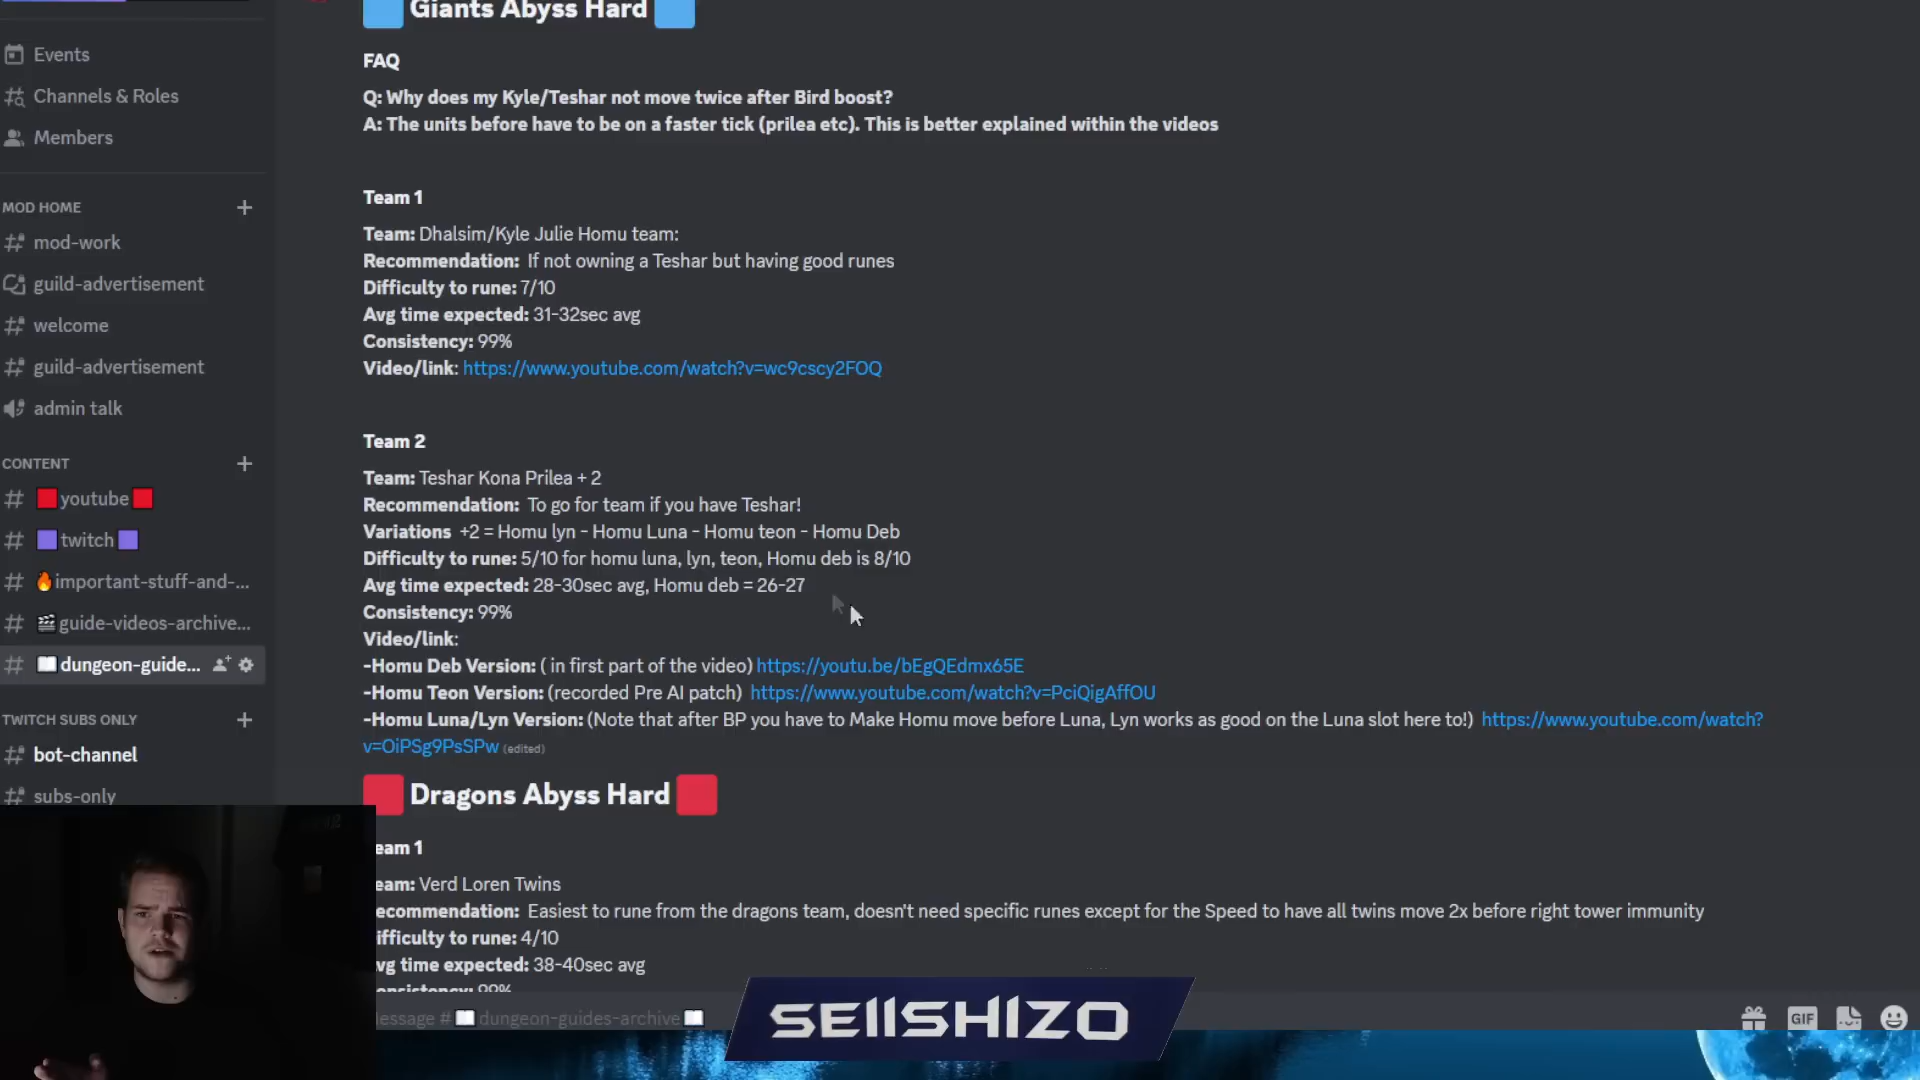 Giants Abyss Hard
Events
Channels & Roles
Members
MOD HOME
mod-work
guild-advertisement
welcome
guild-advertisement
admin talk
CONTENT
youtube
twitch
important-stuff-and-...
guide-videos-archive...
dungeon-guide...
TWITCH SUBS ONLY
bot-channel
subs-only
FAQ
Q: Why does my Kyle/Teshar not move twice after Bird boost?
A: The units before have to be on a faster tick (prilea etc). This is better explained within the videos
Team 1
Team: Dhalsim/Kyle Julie Homu team:
Recommendation: If not owning a Teshar but having good runes
Difficulty to rune: 7/10
Avg time expected: 31-32sec avg
Consistency: 99%
Video/link: https://www.youtube.com/watch?v=wc9cscy2FOQ
Team 2
Team: Teshar Kona Prilea + 2
Recommendation: To go for team if you have Teshar!
Variations +2 = Homu lyn - Homu Luna - Homu teon - Homu Deb
Difficulty to rune: 5/10 for homu luna, lyn, teon, Homu deb is 8/10
Avg time expected: 28-30sec avg, Homu deb = 26-27
Consistency: 99%
Video/link:
-Homu Deb Version: ( in first part of the video) https://youtu.be/bEgQEdmx65E
-Homu Teon Version: (recorded Pre AI patch) https://www.youtube.com/watch?v=PciQigAffOU
-Homu Luna/Lyn Version: (Note that after BP you have to Make Homu move before Luna, Lyn works as good on the Luna slot here to!) https://www.youtube.com/watch?
v=OiPSg9PsSPw (edited)
Dragons Abyss Hard
eam 1
eam: Verd Loren Twins
ecommendation: Easiest to rune from the dragons team, doesn't need specific runes except for the Speed to have all twins move 2x before right tower immunity
ifficulty to rune: 4/10
vg time expected: 38-40sec avg
onsistency: 99%
essage # dungeon-guides-archive
GIF
SEIISHIZO